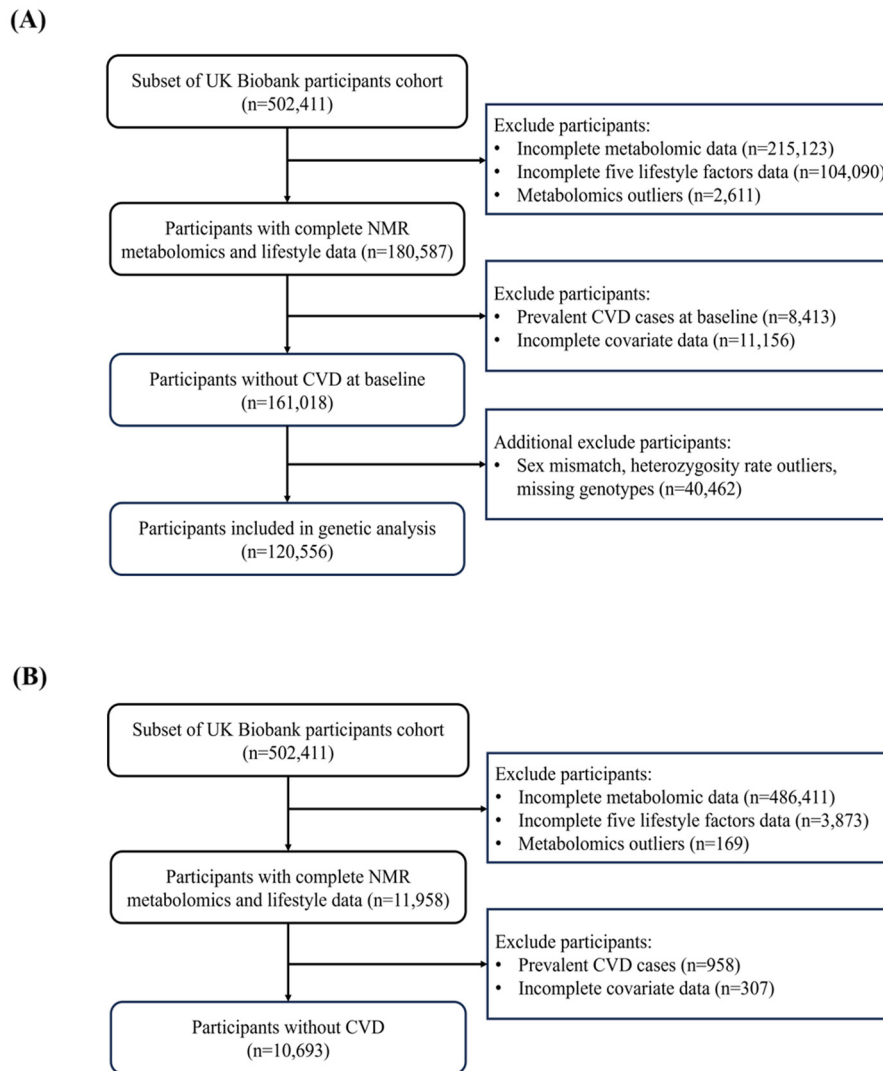 (A)
Subset of UK Biobank participants cohort
(n=502,411)
Exclude participants:
• Incomplete metabolomic data (n=215,123)
• Incomplete five lifestyle factors data (n=104,090)
• Metabolomics outliers (n=2,611)
Participants with complete NMR
metabolomics and lifestyle data (n=180,587)
Exclude participants:
• Prevalent CVD cases at baseline (n=8,413)
• Incomplete covariate data (n=11,156)
Participants without CVD at baseline
(n=161,018)
Additional exclude participants:
• Sex mismatch, heterozygosity rate outliers,
missing genotypes (n=40,462)
Participants included in genetic analysis
(n=120,556)
(B)
Subset of UK Biobank participants cohort
(n=502,411)
Exclude participants:
• Incomplete metabolomic data (n=486,411)
• Incomplete five lifestyle factors data (n=3,873)
• Metabolomics outliers (n=169)
Participants with complete NMR
metabolomics and lifestyle data (n=11,958)
Exclude participants:
• Prevalent CVD cases (n=958)
• Incomplete covariate data (n=307)
Participants without CVD
(n=10,693)